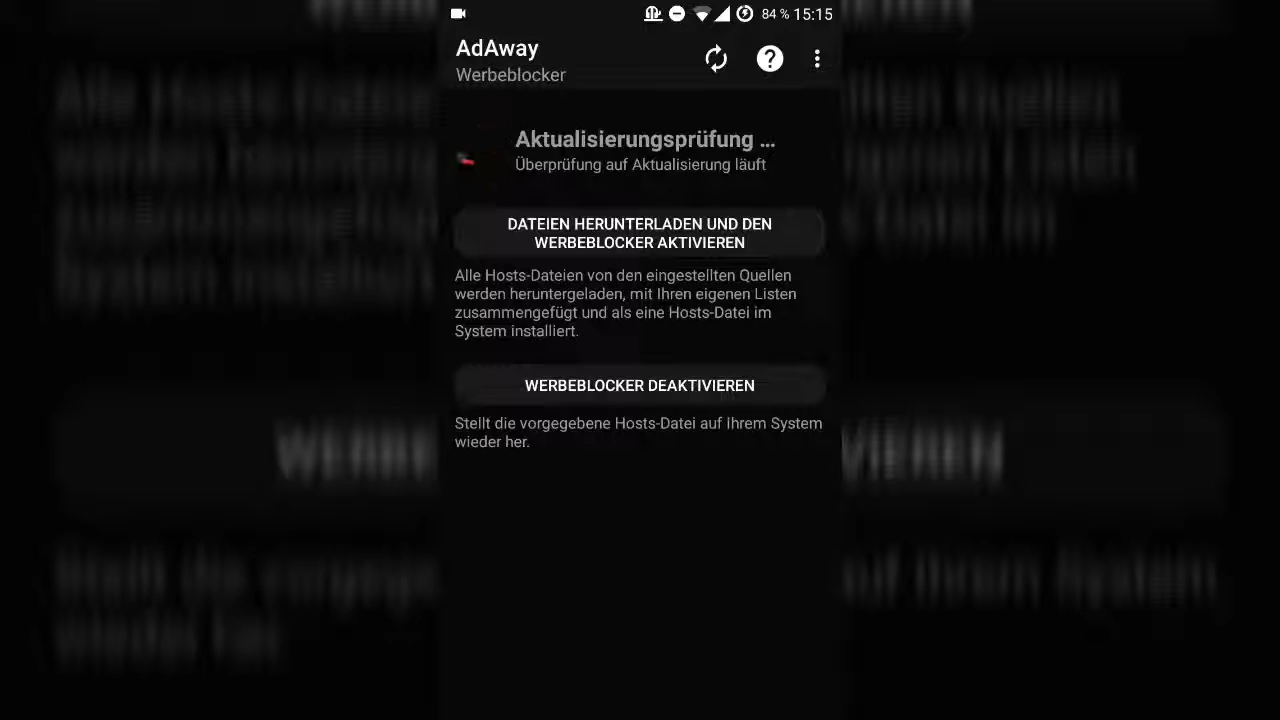 84 % 15:15
AdAway
Werbeblocker
Aktualisierungsprüfung ...
Überprüfung auf Aktualisierung läuft
DATEIEN HERUNTERLADEN UND DEN
WERBEBLOCKER AKTIVIEREN
Alle Hosts-Dateien von den eingestellten Quellen
werden heruntergeladen, mit Ihren eigenen Listen
zusammengefügt und als eine Hosts-Datei im
System installiert.
WERBEBLOCKER DEAKTIVIEREN
Stellt die vorgegebene Hosts-Datei auf Ihrem System
wieder her.